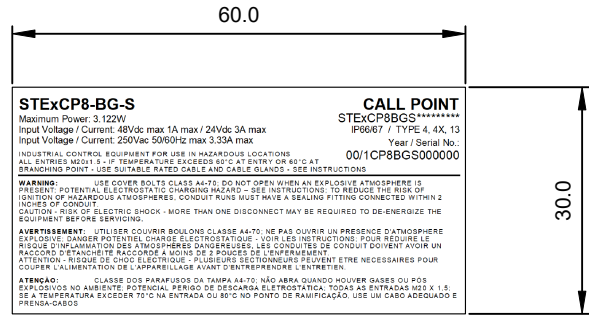 60.0
STExCP8-BG-S
CALL POINT
Maximum Power: 3.122W
STExCP8BGS*********
Input Voltage / Current: 48Vdc max 1A max / 24Vdc 3A max
IP66/67 / TYPE 4, 4X, 13
Input Voltage / Current: 250Vac 50/60Hz max 3.33A max
Year / Serial No.:
00/1CP8BGS000000
INDUSTRIAL CONTROL EQUIPMENT FOR USE IN HAZARDOUS LOCATIONS
ALL ENTRIES M20x1.5 - IF TEMPERATURE EXCEEDS 60°C AT ENTRY OR 60°C AT
BRANCHING POINT - USE SUITABLE RATED CABLE AND CABLE GLANDS - SEE INSTRUCTIONS
WARNING: USE COVER BOLTS CLASS A4-70; DO NOT OPEN WHEN AN EXPLOSIVE ATMOSPHERE IS
PRESENT; POTENTIAL ELECTROSTATIC CHARGING HAZARD – SEE INSTRUCTIONS; TO REDUCE THE RISK OF
IGNITION OF HAZARDOUS ATMOSPHERES, CONDUIT RUNS MUST HAVE A SEALING FITTING CONNECTED WITHIN 2
INCHES OF CONDUIT.
CAUTION - RISK OF ELECTRIC SHOCK - MORE THAN ONE DISCONNECT MAY BE REQUIRED TO DE-ENERGIZE THE
EQUIPMENT BEFORE SERVICING.
AVERTISSEMENT: UTILISER COUVRIR BOULONS CLASSE A4-70; NE PAS OUVRIR UN PRESENCE D'ATMOSPHERE
EXPLOSIVE; DANGER POTENTIEL CHARGE ÉLECTROSTATIQUE - VOIR LES INSTRUCTIONS; POUR RÉDUIRE LE
RISQUE D'INFLAMMATION DES ATMOSPHÈRES DANGEREUSES, LES CONDUITES DE CONDUIT DOIVENT AVOIR UN
RACCORD D'ÉTANCHÉITÉ RACCORDÉ À MOINS DE 2 POUCES DE L'ENFERMEMENT.
ATTENTION - RISQUE DE CHOC ELECTRIQUE - PLUSIEURS SECTIONNEURS PEUVENT ETRE NECESSAIRES POUR
COUPER L'ALIMENTATION DE L'APPAREILLAGE AVANT D'ENTREPRENDRE L'ENTRETIEN.
ATENÇÃO: CLASSE DOS PARAFUSOS DA TAMPA A4-70; NÃO ABRA QUANDO HOUVER GASES OU PÓS
EXPLOSIVOS NO AMBIENTE; POTENCIAL PERIGO DE DESCARGA ELETROSTÁTICA; TODAS AS ENTRADAS M20 X 1.5;
SE A TEMPERATURA EXCEDER 70°C NA ENTRADA OU 80°C NO PONTO DE RAMIFICAÇÃO, USE UM CABO ADEQUADO E
PRENSA-CABOS
30.0